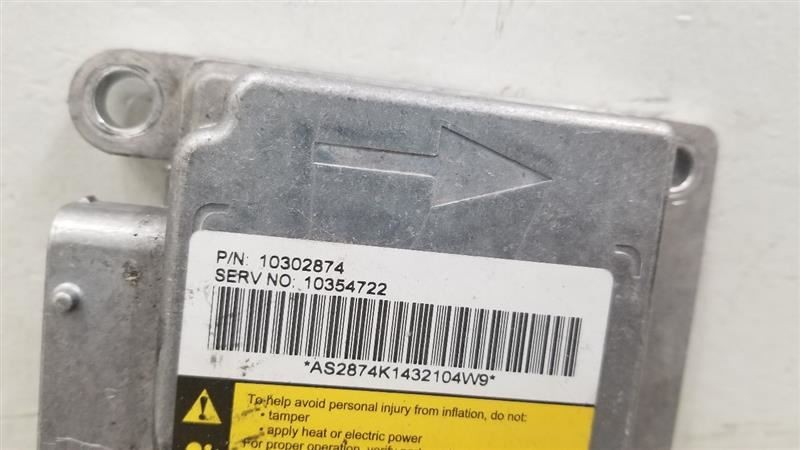 P/N: 10302874
SERV NO: 10354722
*AS2874K1432104W9*
To help avoid personal injury from inflation, do not:
• tamper
• apply heat or electric power
For proper operation, verify